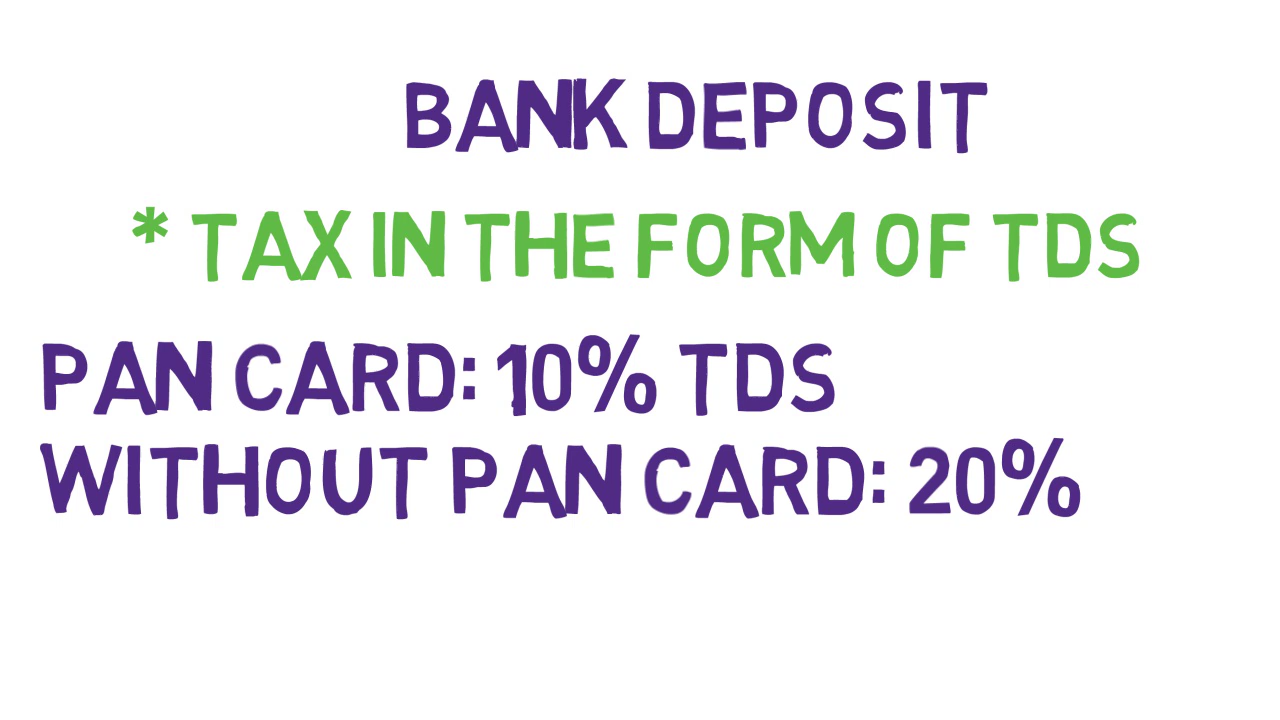 BANK DEPOSIT
* TAX IN THE FORM OF TDS
PAN CARD: 10% TDS
WITHOUT PAN CARD: 20%